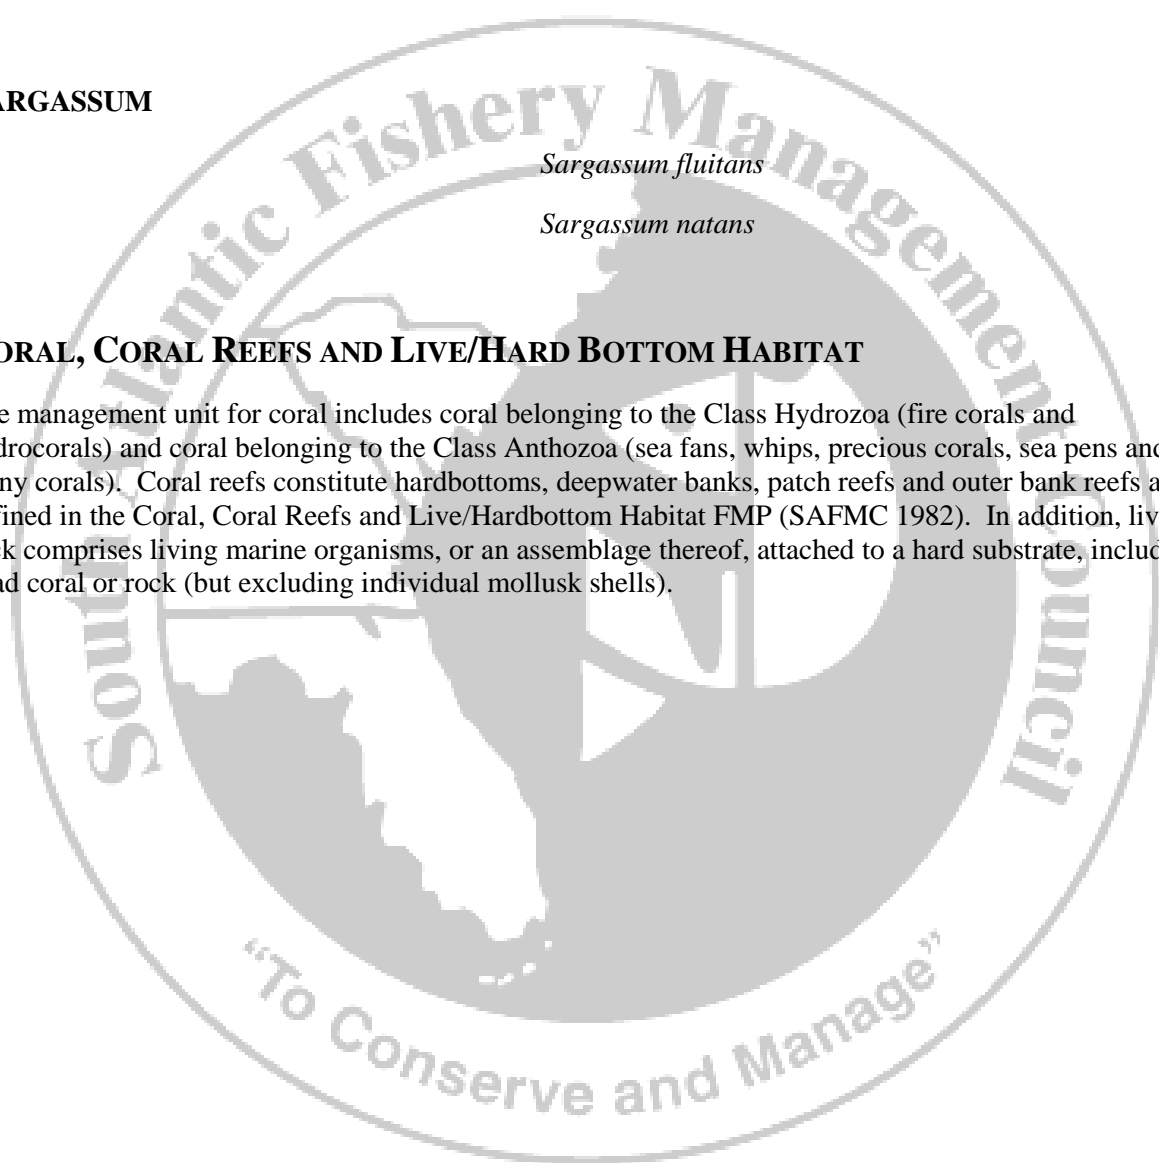 ARGASSUM
Sargassum fluitans
Sargassum natans
ORAL, CORAL REEFS AND LIVE/HARD BOTTOM HABITAT
e management unit for coral includes coral belonging to the Class Hydrozoa (fire corals and
drocorals) and coral belonging to the Class Anthozoa (sea fans, whips, precious corals, sea pens and
ny corals). Coral reefs constitute hardbottoms, deepwater banks, patch reefs and outer bank reefs a
fined in the Coral, Coral Reefs and Live/Hardbottom Habitat FMP (SAFMC 1982). In addition, liv
ck comprises living marine organisms, or an assemblage thereof, attached to a hard substrate, includ
ad coral or rock (but excluding individual mollusk shells).
South Atlantic Fishery Management Council
“To Conserve and Manage”